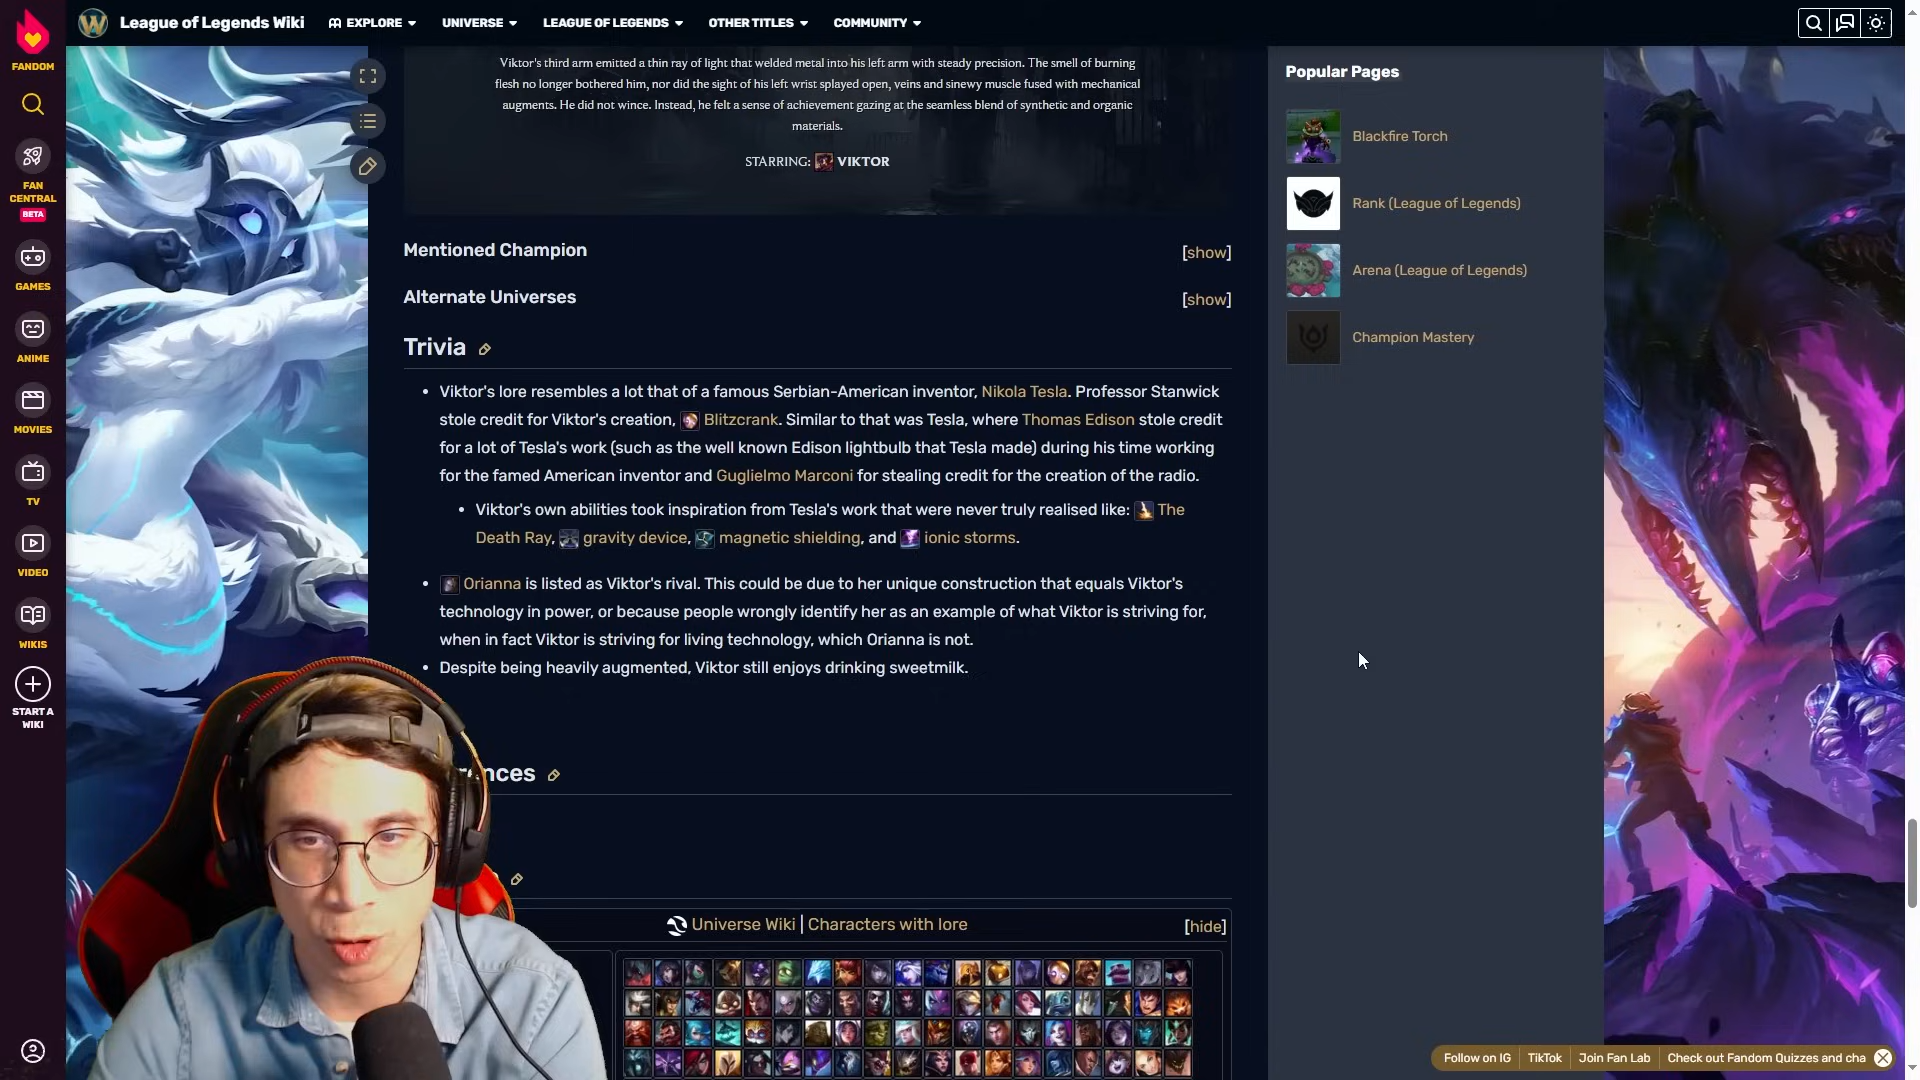 League of Legends Wiki
EXPLORE
UNIVERSE
LEAGUE OF LEGENDS
OTHER TITLES
COMMUNITY
FANDOM
FAN CENTRAL
BETA
GAMES
ANIME
MOVIES
TV
VIDEO
WIKIS
START A WIKI
Viktor's third arm emitted a thin ray of light that welded metal into his left arm with steady precision. The smell of burning
flesh no longer bothered him, nor did the sight of his left wrist splayed open, veins and sinewy muscle fused with mechanical
augments. He did not wince. Instead, he felt a sense of achievement gazing at the seamless blend of synthetic and organic
materials.
STARRING: VIKTOR
Mentioned Champion [show]
Alternate Universes [show]
Trivia
• Viktor's lore resembles a lot that of a famous Serbian-American inventor, Nikola Tesla. Professor Stanwick
stole credit for Viktor's creation, Blitzcrank. Similar to that was Tesla, where Thomas Edison stole credit
for a lot of Tesla's work (such as the well known Edison lightbulb that Tesla made) during his time working
for the famed American inventor and Guglielmo Marconi for stealing credit for the creation of the radio.
• Viktor's own abilities took inspiration from Tesla's work that were never truly realised like: The
Death Ray, gravity device, magnetic shielding, and ionic storms.
• Orianna is listed as Viktor's rival. This could be due to her unique construction that equals Viktor's
technology in power, or because people wrongly identify her as an example of what Viktor is striving for,
when in fact Viktor is striving for living technology, which Orianna is not.
• Despite being heavily augmented, Viktor still enjoys drinking sweetmilk.
rences
Universe Wiki | Characters with lore [hide]
Popular Pages
Blackfire Torch
Rank (League of Legends)
Arena (League of Legends)
Champion Mastery
Follow on IG
TikTok
Join Fan Lab
Check out Fandom Quizzes and cha